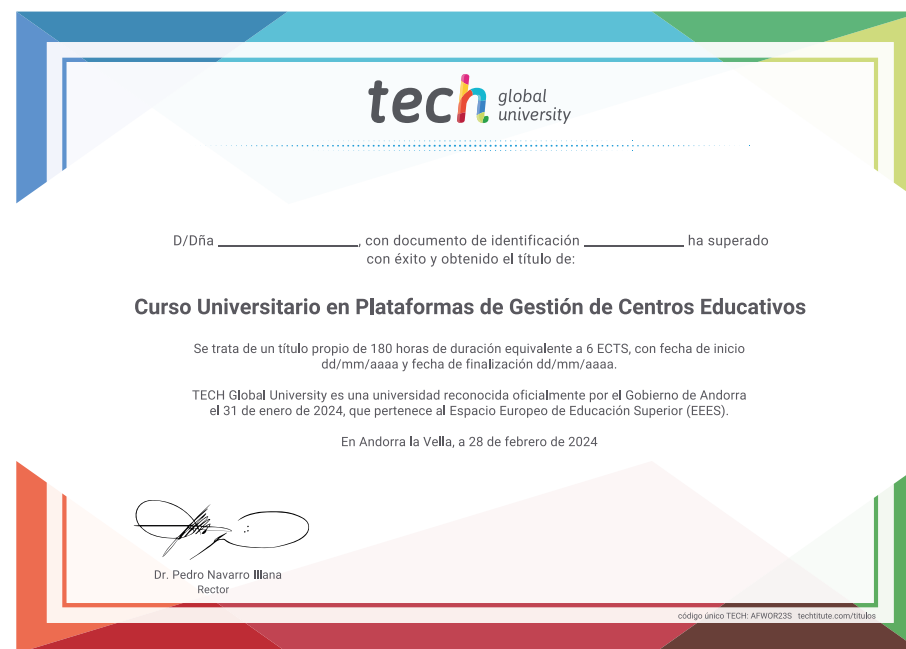 tech global university
D/Dña ____________________, con documento de identificación ______________ ha superado
con éxito y obtenido el título de:
Curso Universitario en Plataformas de Gestión de Centros Educativos
Se trata de un título propio de 180 horas de duración equivalente a 6 ECTS, con fecha de inicio
dd/mm/aaaa y fecha de finalización dd/mm/aaaa.
TECH Global University es una universidad reconocida oficialmente por el Gobierno de Andorra
el 31 de enero de 2024, que pertenece al Espacio Europeo de Educación Superior (EEES).
En Andorra la Vella, a 28 de febrero de 2024
Dr. Pedro Navarro Illana
Rector
código único TECH: AFWOR23S techtitute.com/titulos